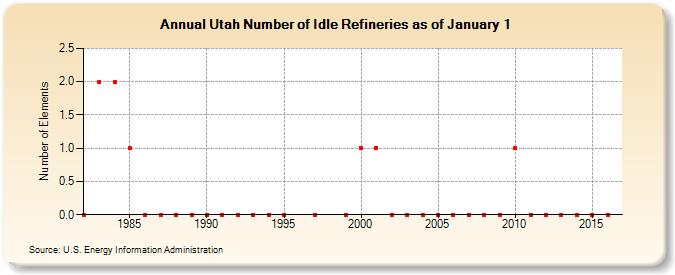 Annual Utah Number of Idle Refineries as of January 1
Number of Elements
2.5
2.0
1.5
1.0
0.5
0.0
1985 1990 1995 2000 2005 2010 2015
Source: U.S. Energy Information Administration